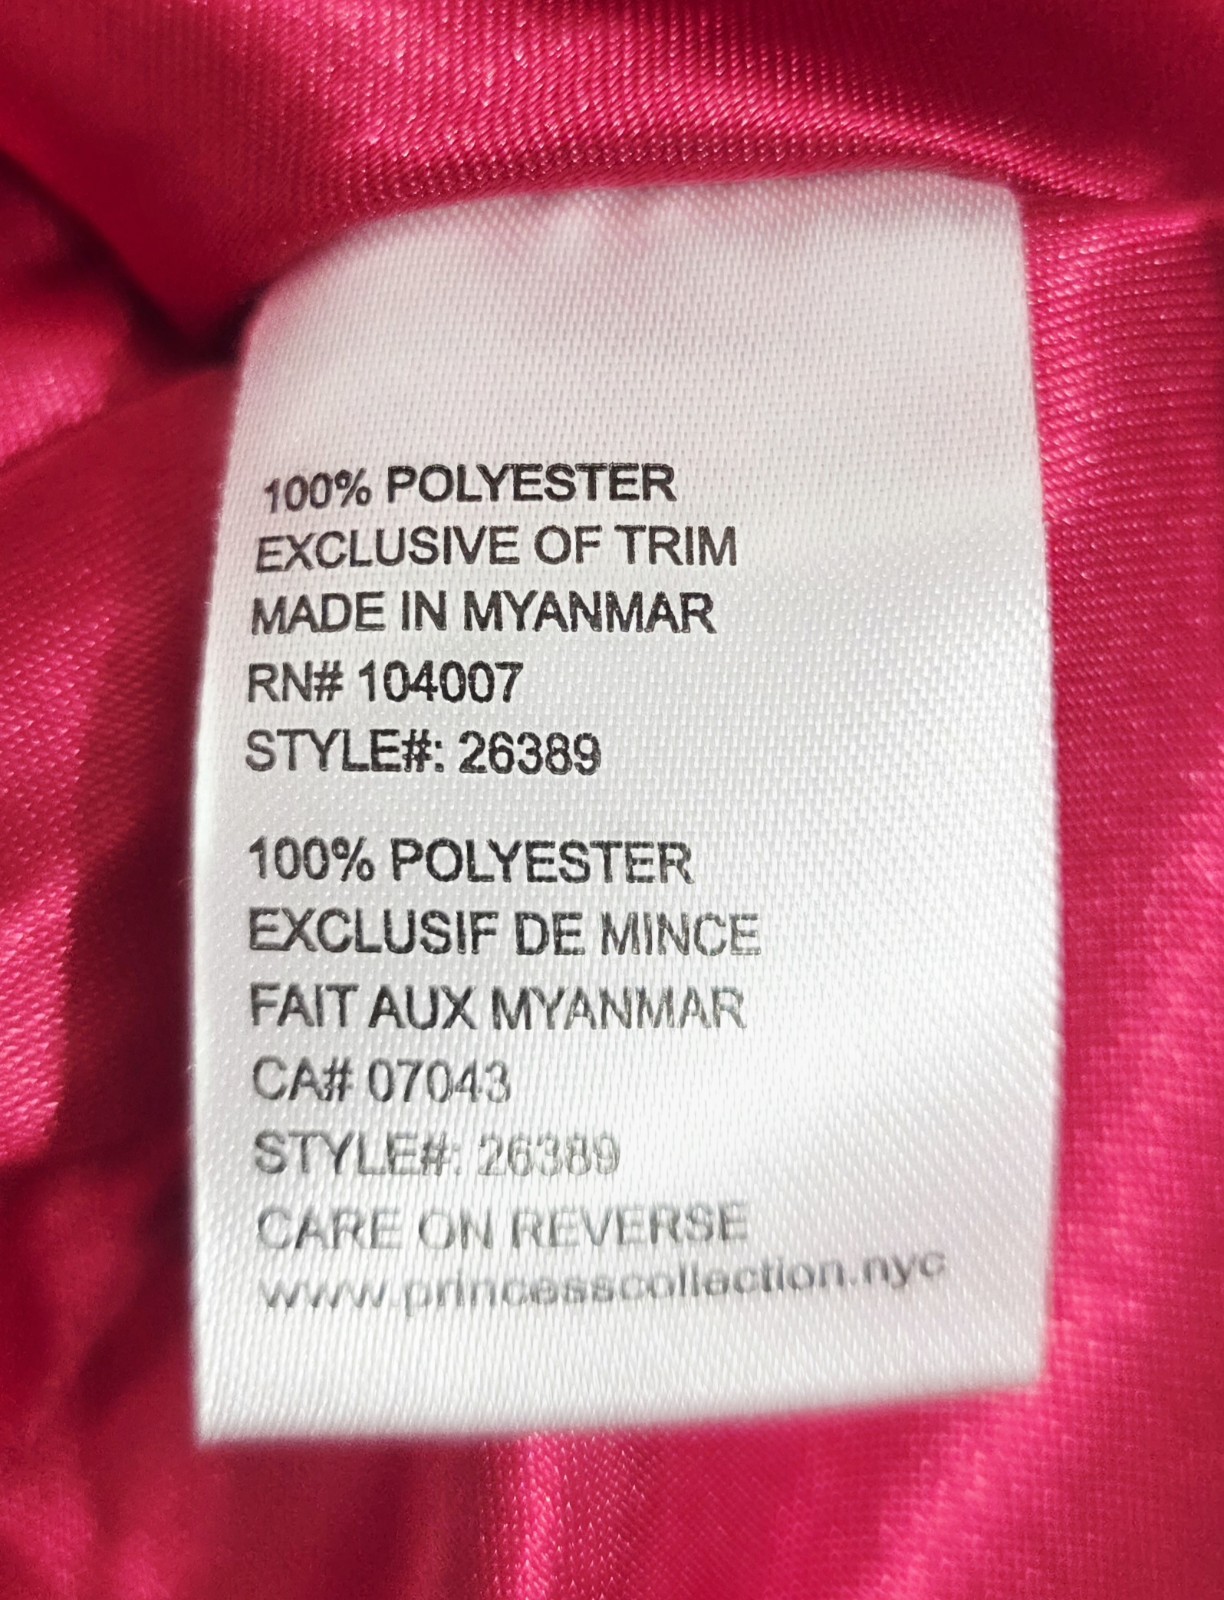 100% POLYESTER
EXCLUSIVE OF TRIM
MADE IN MYANMAR
RN# 104007
STYLE#: 26389
100% POLYESTER
EXCLUSIF DE MINCE
FAIT AUX MYANMAR
CA# 07043
STYLE#: 26389
CARE ON REVERSE
www.princesscollection.nyc